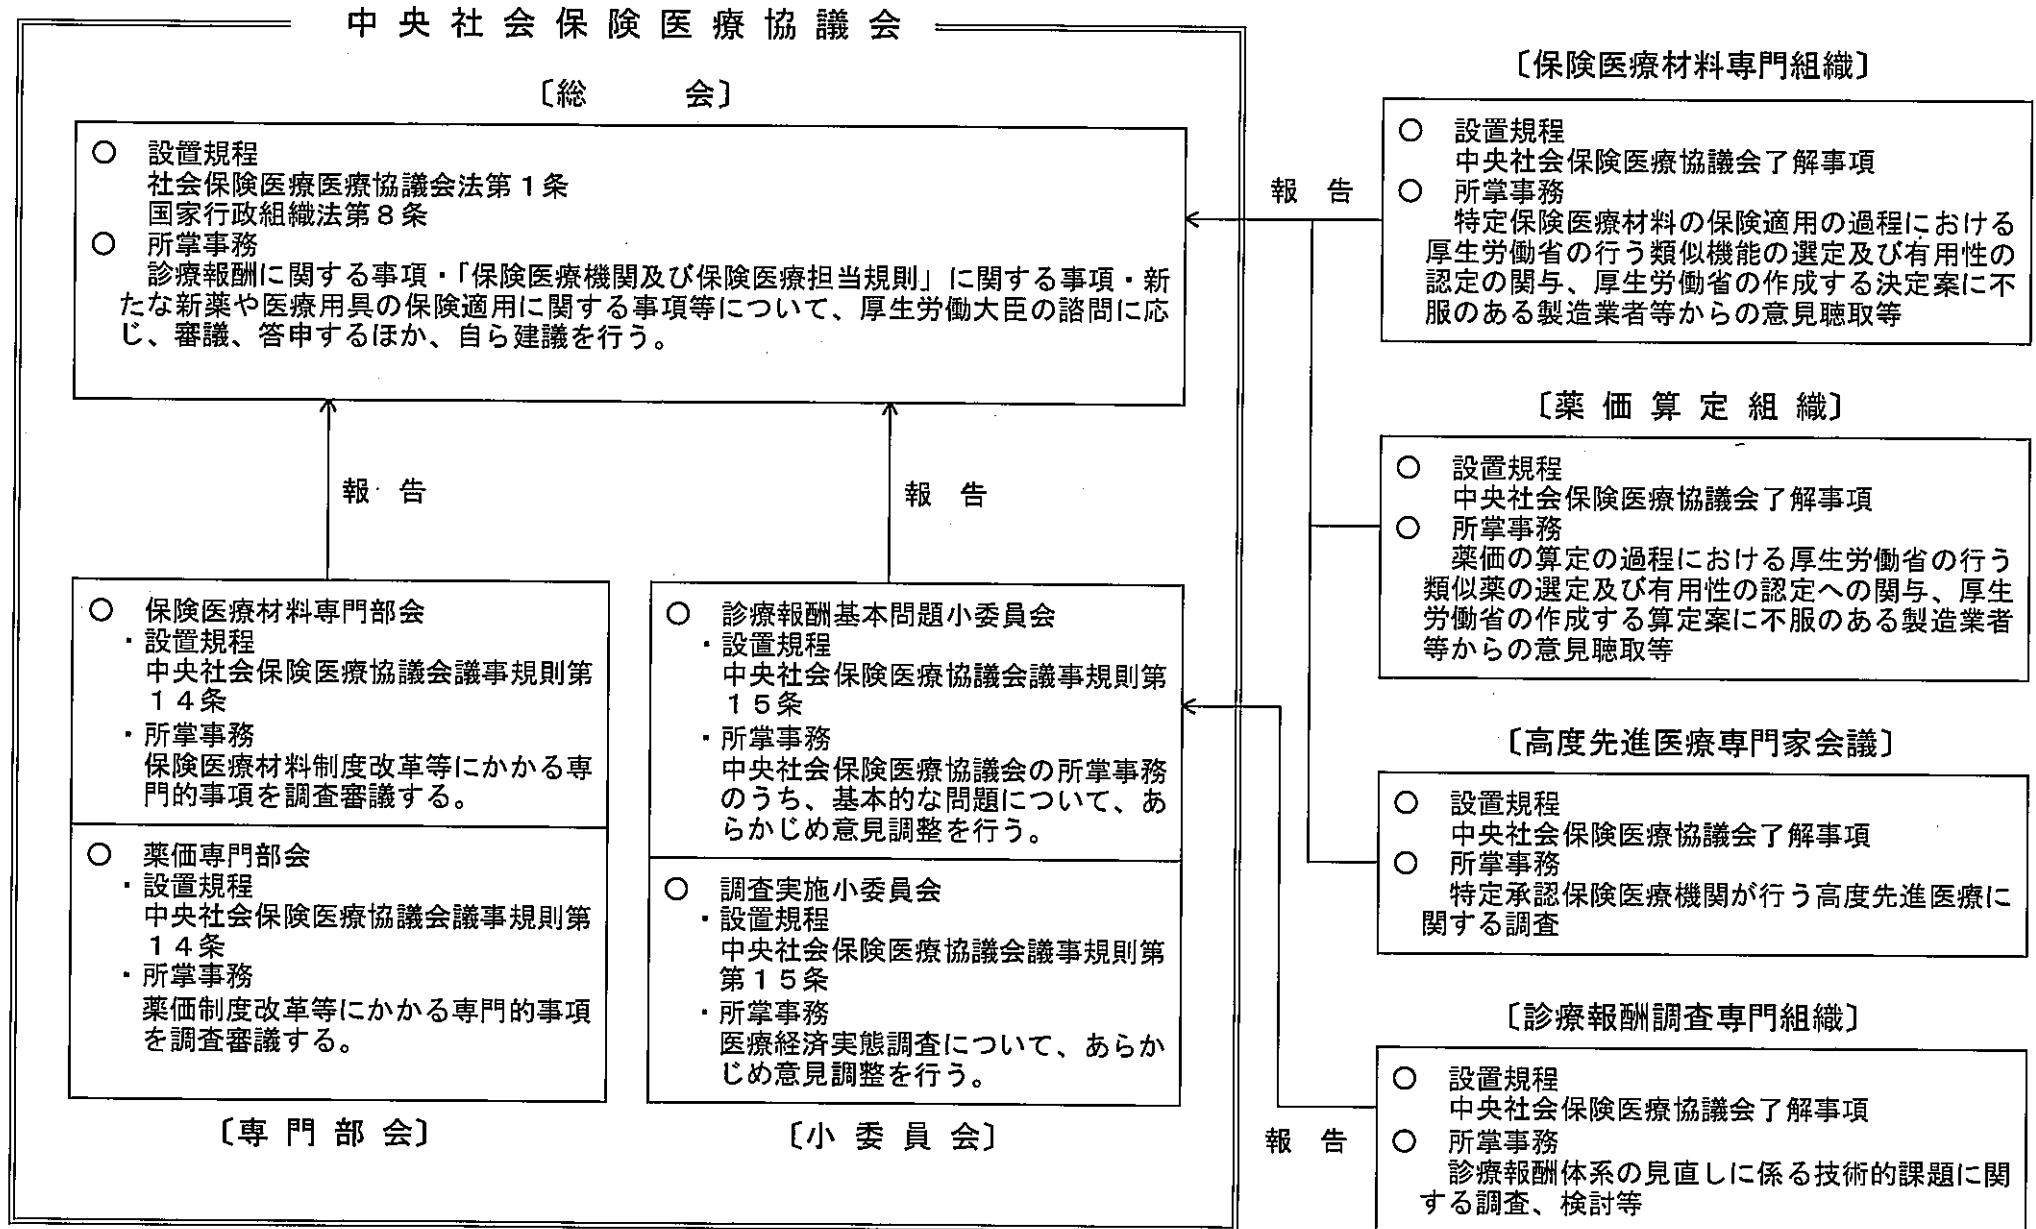 中央社会保険医療協議会
〔総　　会〕
○　設置規程
社会保険医療医療協議会法第１条
国家行政組織法第８条
○　所掌事務
診療報酬に関する事項・「保険医療機関及び保険医療担当規則」に関する事項・新
たな新薬や医療用具の保険適用に関する事項等について、厚生労働大臣の諮問に応
じ、審議、答申するほか、自ら建議を行う。
報　告
報　告
○　保険医療材料専門部会
・設置規程
中央社会保険医療協議会議事規則第
１４条
・所掌事務
保険医療材料制度改革等にかかる専
門的事項を調査審議する。
○　薬価専門部会
・設置規程
中央社会保険医療協議会議事規則第
１４条
・所掌事務
薬価制度改革等にかかる専門的事項
を調査審議する。
〔専門部会〕
○　診療報酬基本問題小委員会
・設置規程
中央社会保険医療協議会議事規則第
１５条
・所掌事務
中央社会保険医療協議会の所掌事務
のうち、基本的な問題について、あ
らかじめ意見調整を行う。
○　調査実施小委員会
・設置規程
中央社会保険医療協議会議事規則第
第１５条
・所掌事務
医療経済実態調査について、あらか
じめ意見調整を行う。
〔小委員会〕
報　告
〔保険医療材料専門組織〕
○　設置規程
中央社会保険医療協議会了解事項
○　所掌事務
特定保険医療材料の保険適用の過程における
厚生労働省の行う類似機能の選定及び有用性の
認定の関与、厚生労働省の作成する決定案に不
服のある製造業者等からの意見聴取等
〔薬価算定組織〕
○　設置規程
中央社会保険医療協議会了解事項
○　所掌事務
薬価の算定の過程における厚生労働省の行う
類似薬の選定及び有用性の認定への関与、厚生
労働省の作成する算定案に不服のある製造業者
等からの意見聴取等
〔高度先進医療専門家会議〕
○　設置規程
中央社会保険医療協議会了解事項
○　所掌事務
特定承認保険医療機関が行う高度先進医療に
関する調査
〔診療報酬調査専門組織〕
○　設置規程
中央社会保険医療協議会了解事項
○　所掌事務
診療報酬体系の見直しに係る技術的課題に関
する調査、検討等
報　告